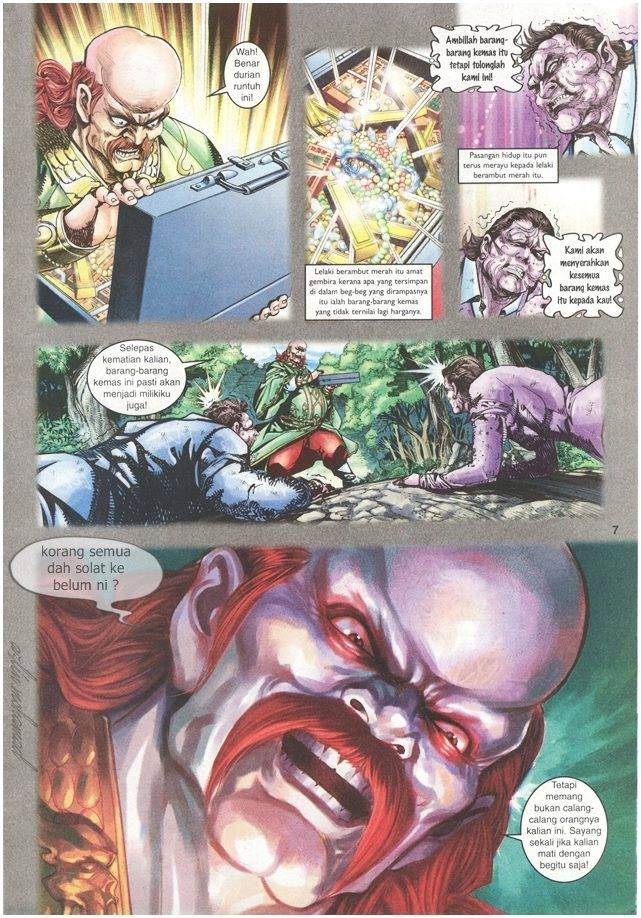 Wah!
Benar
durian
runtuh
ini!
Ambillah barang-
barang kemas itu
tetapi tolonglah
kami ini!
Pasangan hidup itu pun
terus merayu kepada lelaki
berambut merah itu.
Lelaki berambut merah itu amat
gembira kerana apa yang tersimpan
di dalam beg-beg yang dirampasnya
itu ialah barang-barang kemas
yang tidak ternilai lagi harganya.
Kami akan
menyerahkan
kesemua
barang kemas
itu kepada kau!
Selepas
kematian kalian,
barang-barang
kemas ini pasti akan
menjadi milikiku
juga!
7
korang semua
dah solat ke
belum ni ?
Tetapi
memang
bukan calang-
calang orangnya
kalian ini. Sayang
sekali jika kalian
mati dengan
begitu saja!